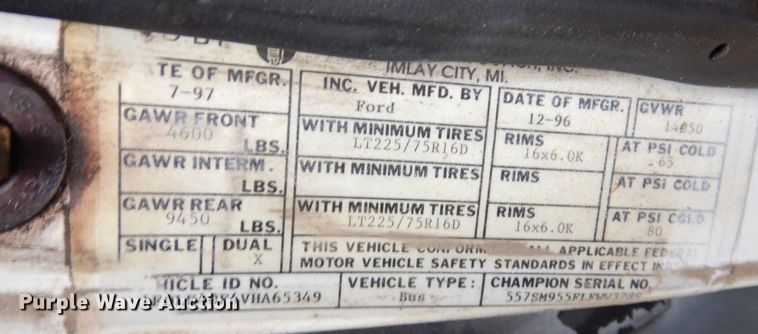 IMLAY CITY, MI.
TE OF MFGR. INC. VEH. MFD. BY DATE OF MFGR. GVWR
7-97 Ford 12-96 14050
GAWR FRONT WITH MINIMUM TIRES RIMS AT PSI COLD
4600 LBS. LT225/75R16D 16x6.0K 65
GAWR INTERM. WITH MINIMUM TIRES RIMS AT PSI COLD
LBS.
GAWR REAR WITH MINIMUM TIRES RIMS AT PSI COLD
9450 LBS. LT225/75R16D 16x6.0K 80
SINGLE DUAL THIS VEHICLE CONFORM ALL APPLICABLE FEDER
X MOTOR VEHICLE SAFETY STANDARDS IN EFFECT IN
HICLE ID NO. VEHICLE TYPE: CHAMPION SERIAL NO.
VHA65349 Bus
Purple Wave Auction